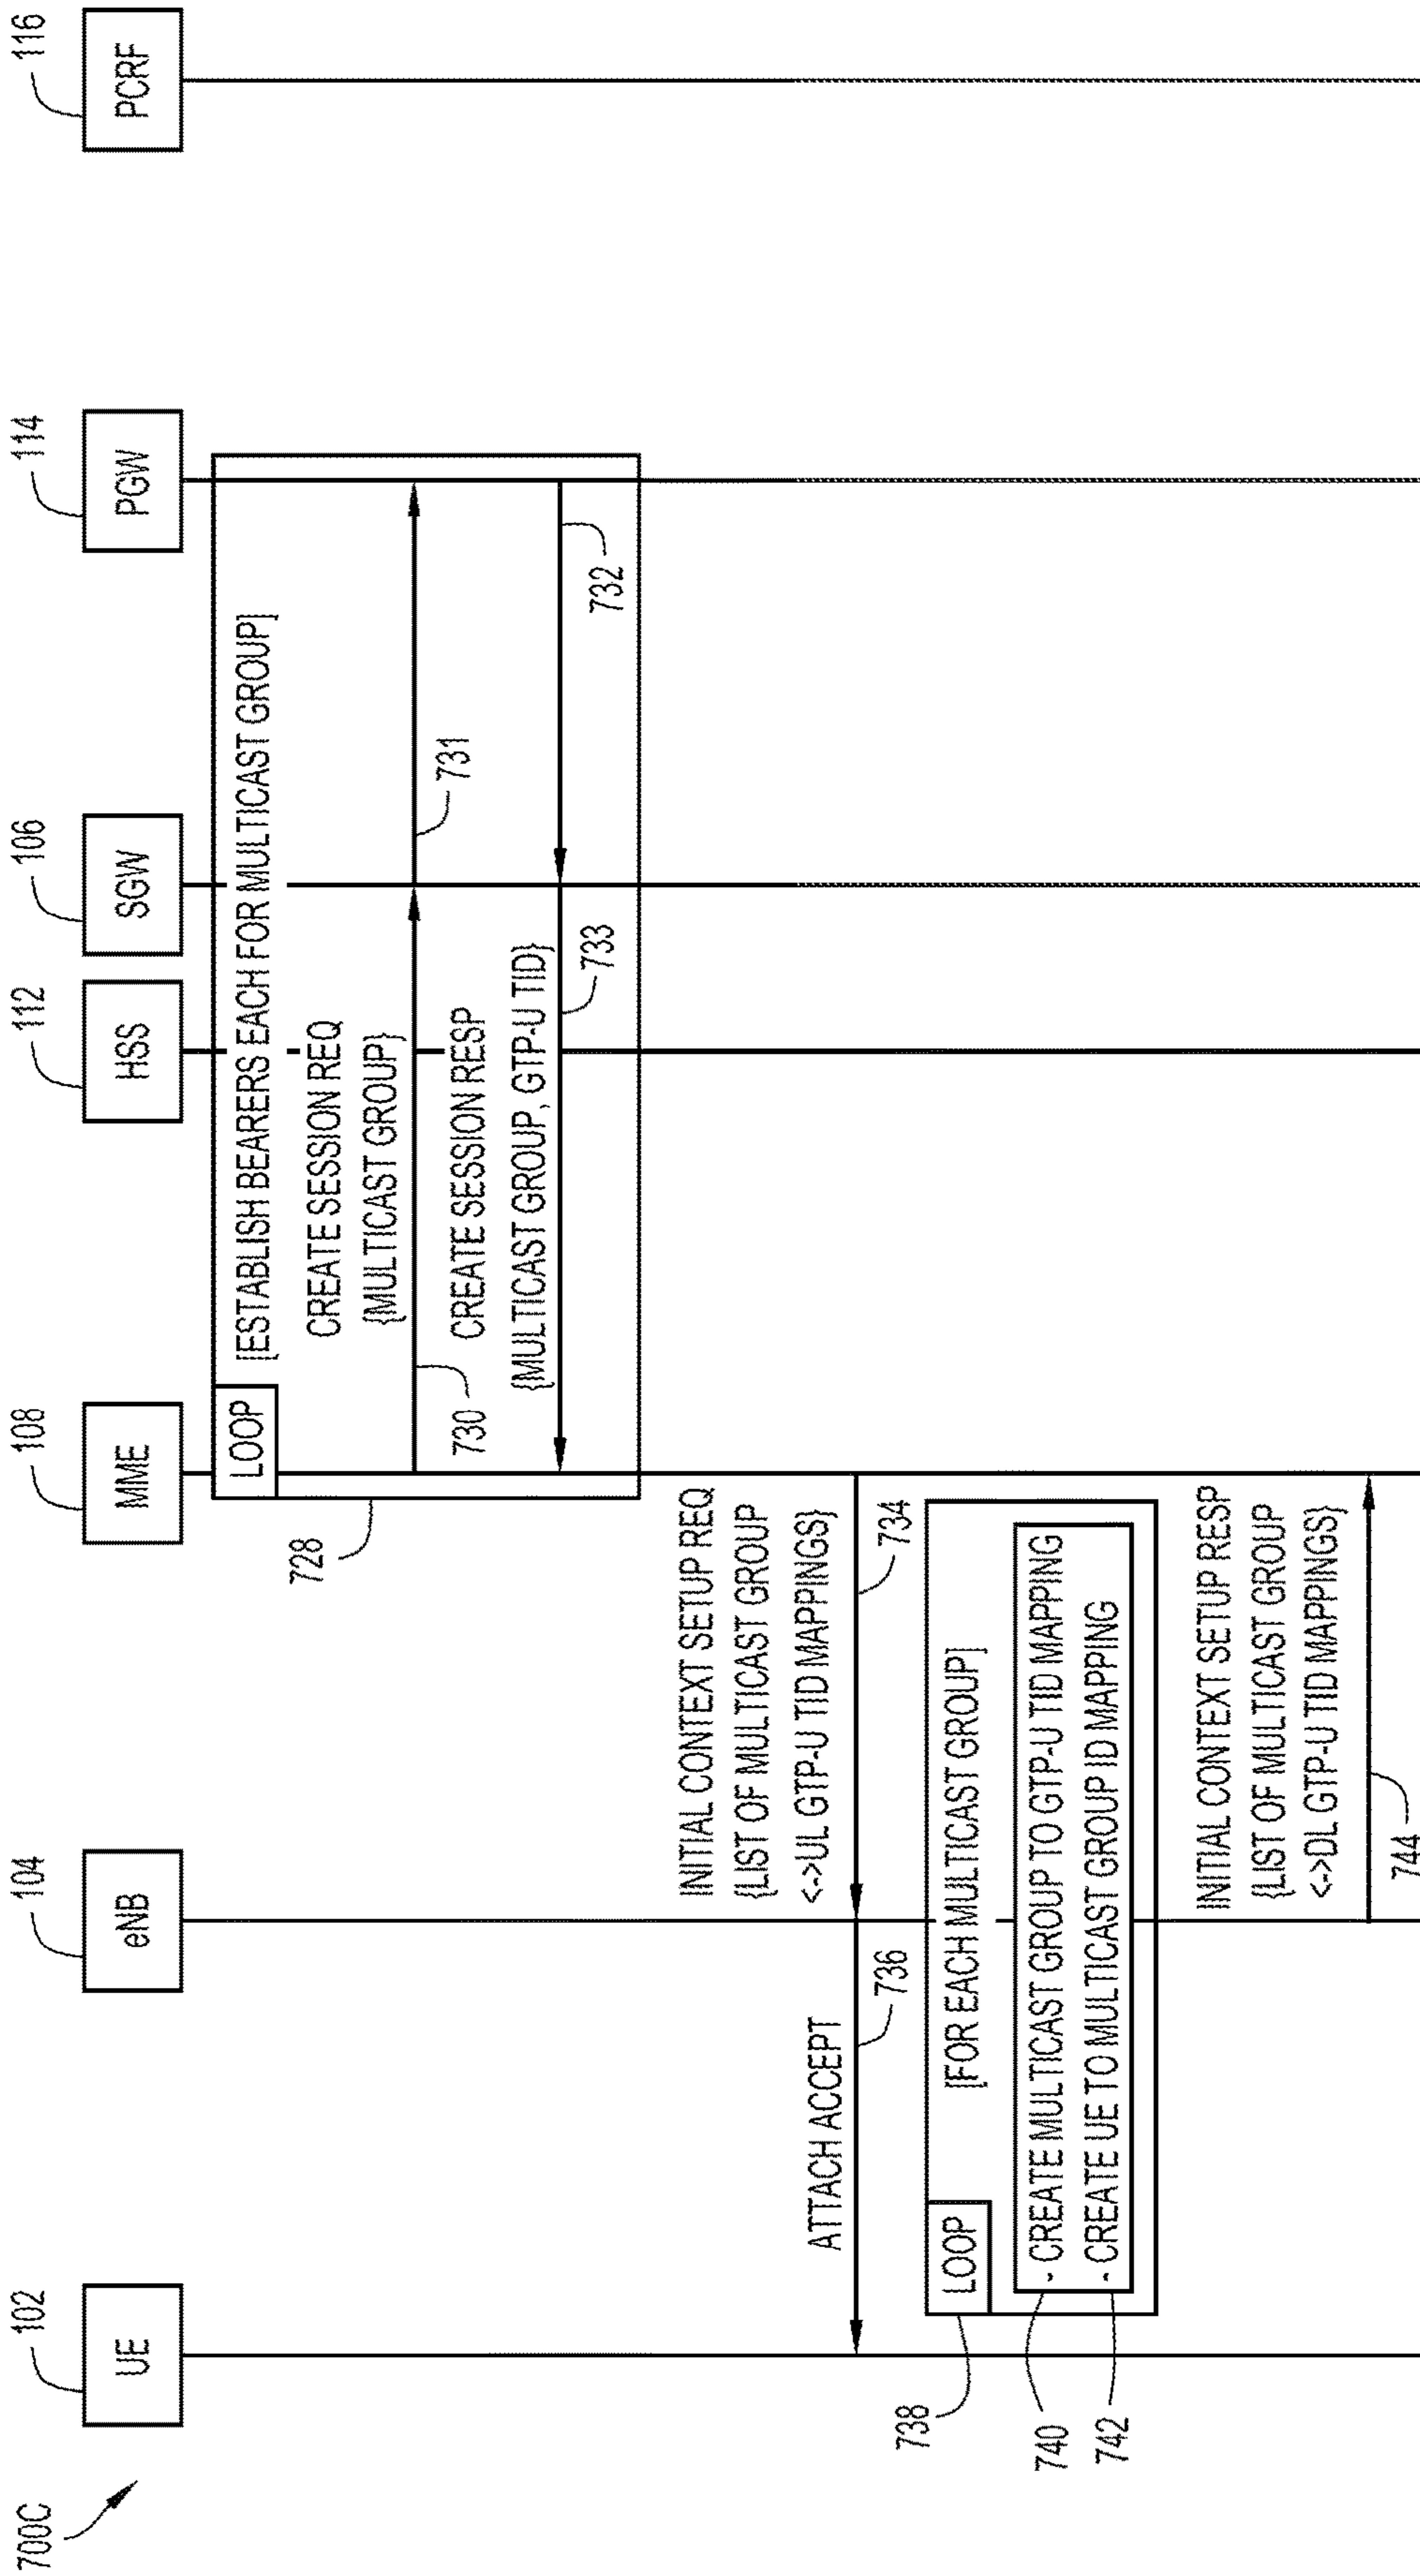 700C
102
UE
104
eNB
108
MME
112
HSS
106
SGW
114
PGW
116
PCRF
728
LOOP
[ESTABLISH BEARERS EACH FOR MULTICAST GROUP]
CREATE SESSION REQ
{MULTICAST GROUP}
730
731
CREATE SESSION RESP
{MULTICAST GROUP, GTP-U TID}
733
732
INITIAL CONTEXT SETUP REQ
{LIST OF MULTICAST GROUP
<->UL GTP-U TID MAPPINGS}
734
ATTACH ACCEPT
736
738
LOOP
[FOR EACH MULTICAST GROUP]
740
- CREATE MULTICAST GROUP TO GTP-U TID MAPPING
742
- CREATE UE TO MULTICAST GROUP ID MAPPING
INITIAL CONTEXT SETUP RESP
{LIST OF MULTICAST GROUP
<->DL GTP-U TID MAPPINGS}
744